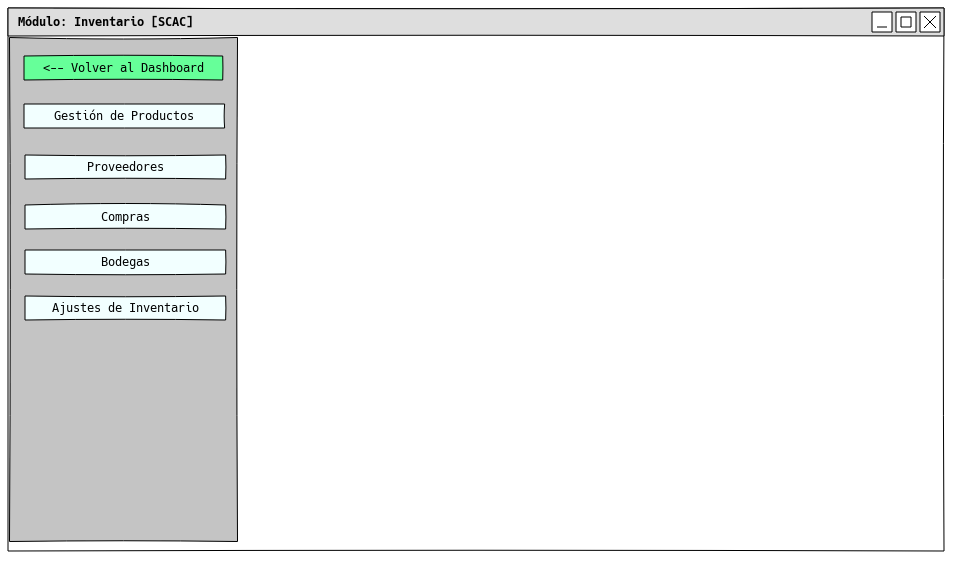 Módulo: Inventario [SCAC]
<-- Volver al Dashboard
Gestión de Productos
Proveedores
Compras
Bodegas
Ajustes de Inventario